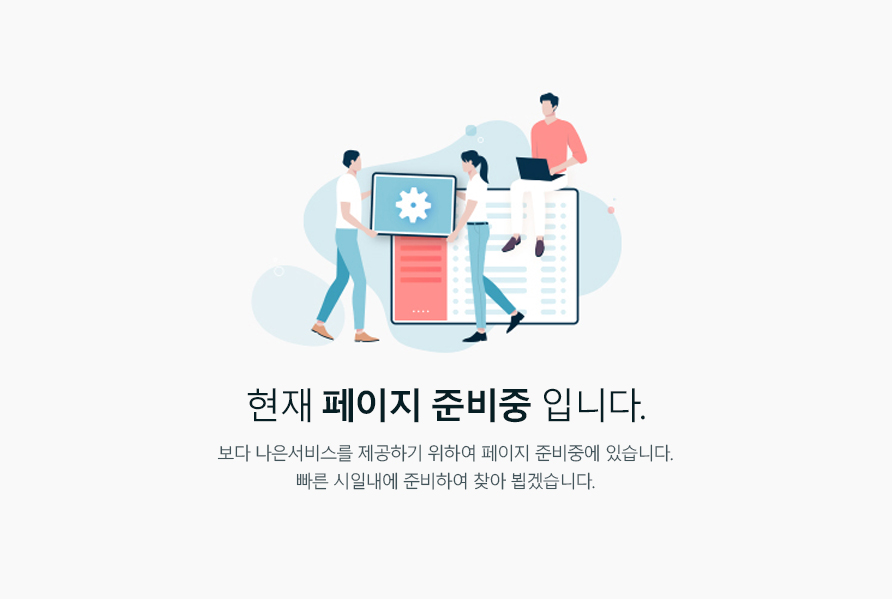 현재 페이지 준비중 입니다.
보다 나은서비스를 제공하기 위하여 페이지 준비중에 있습니다.
빠른 시일내에 준비하여 찾아 뵙겠습니다.